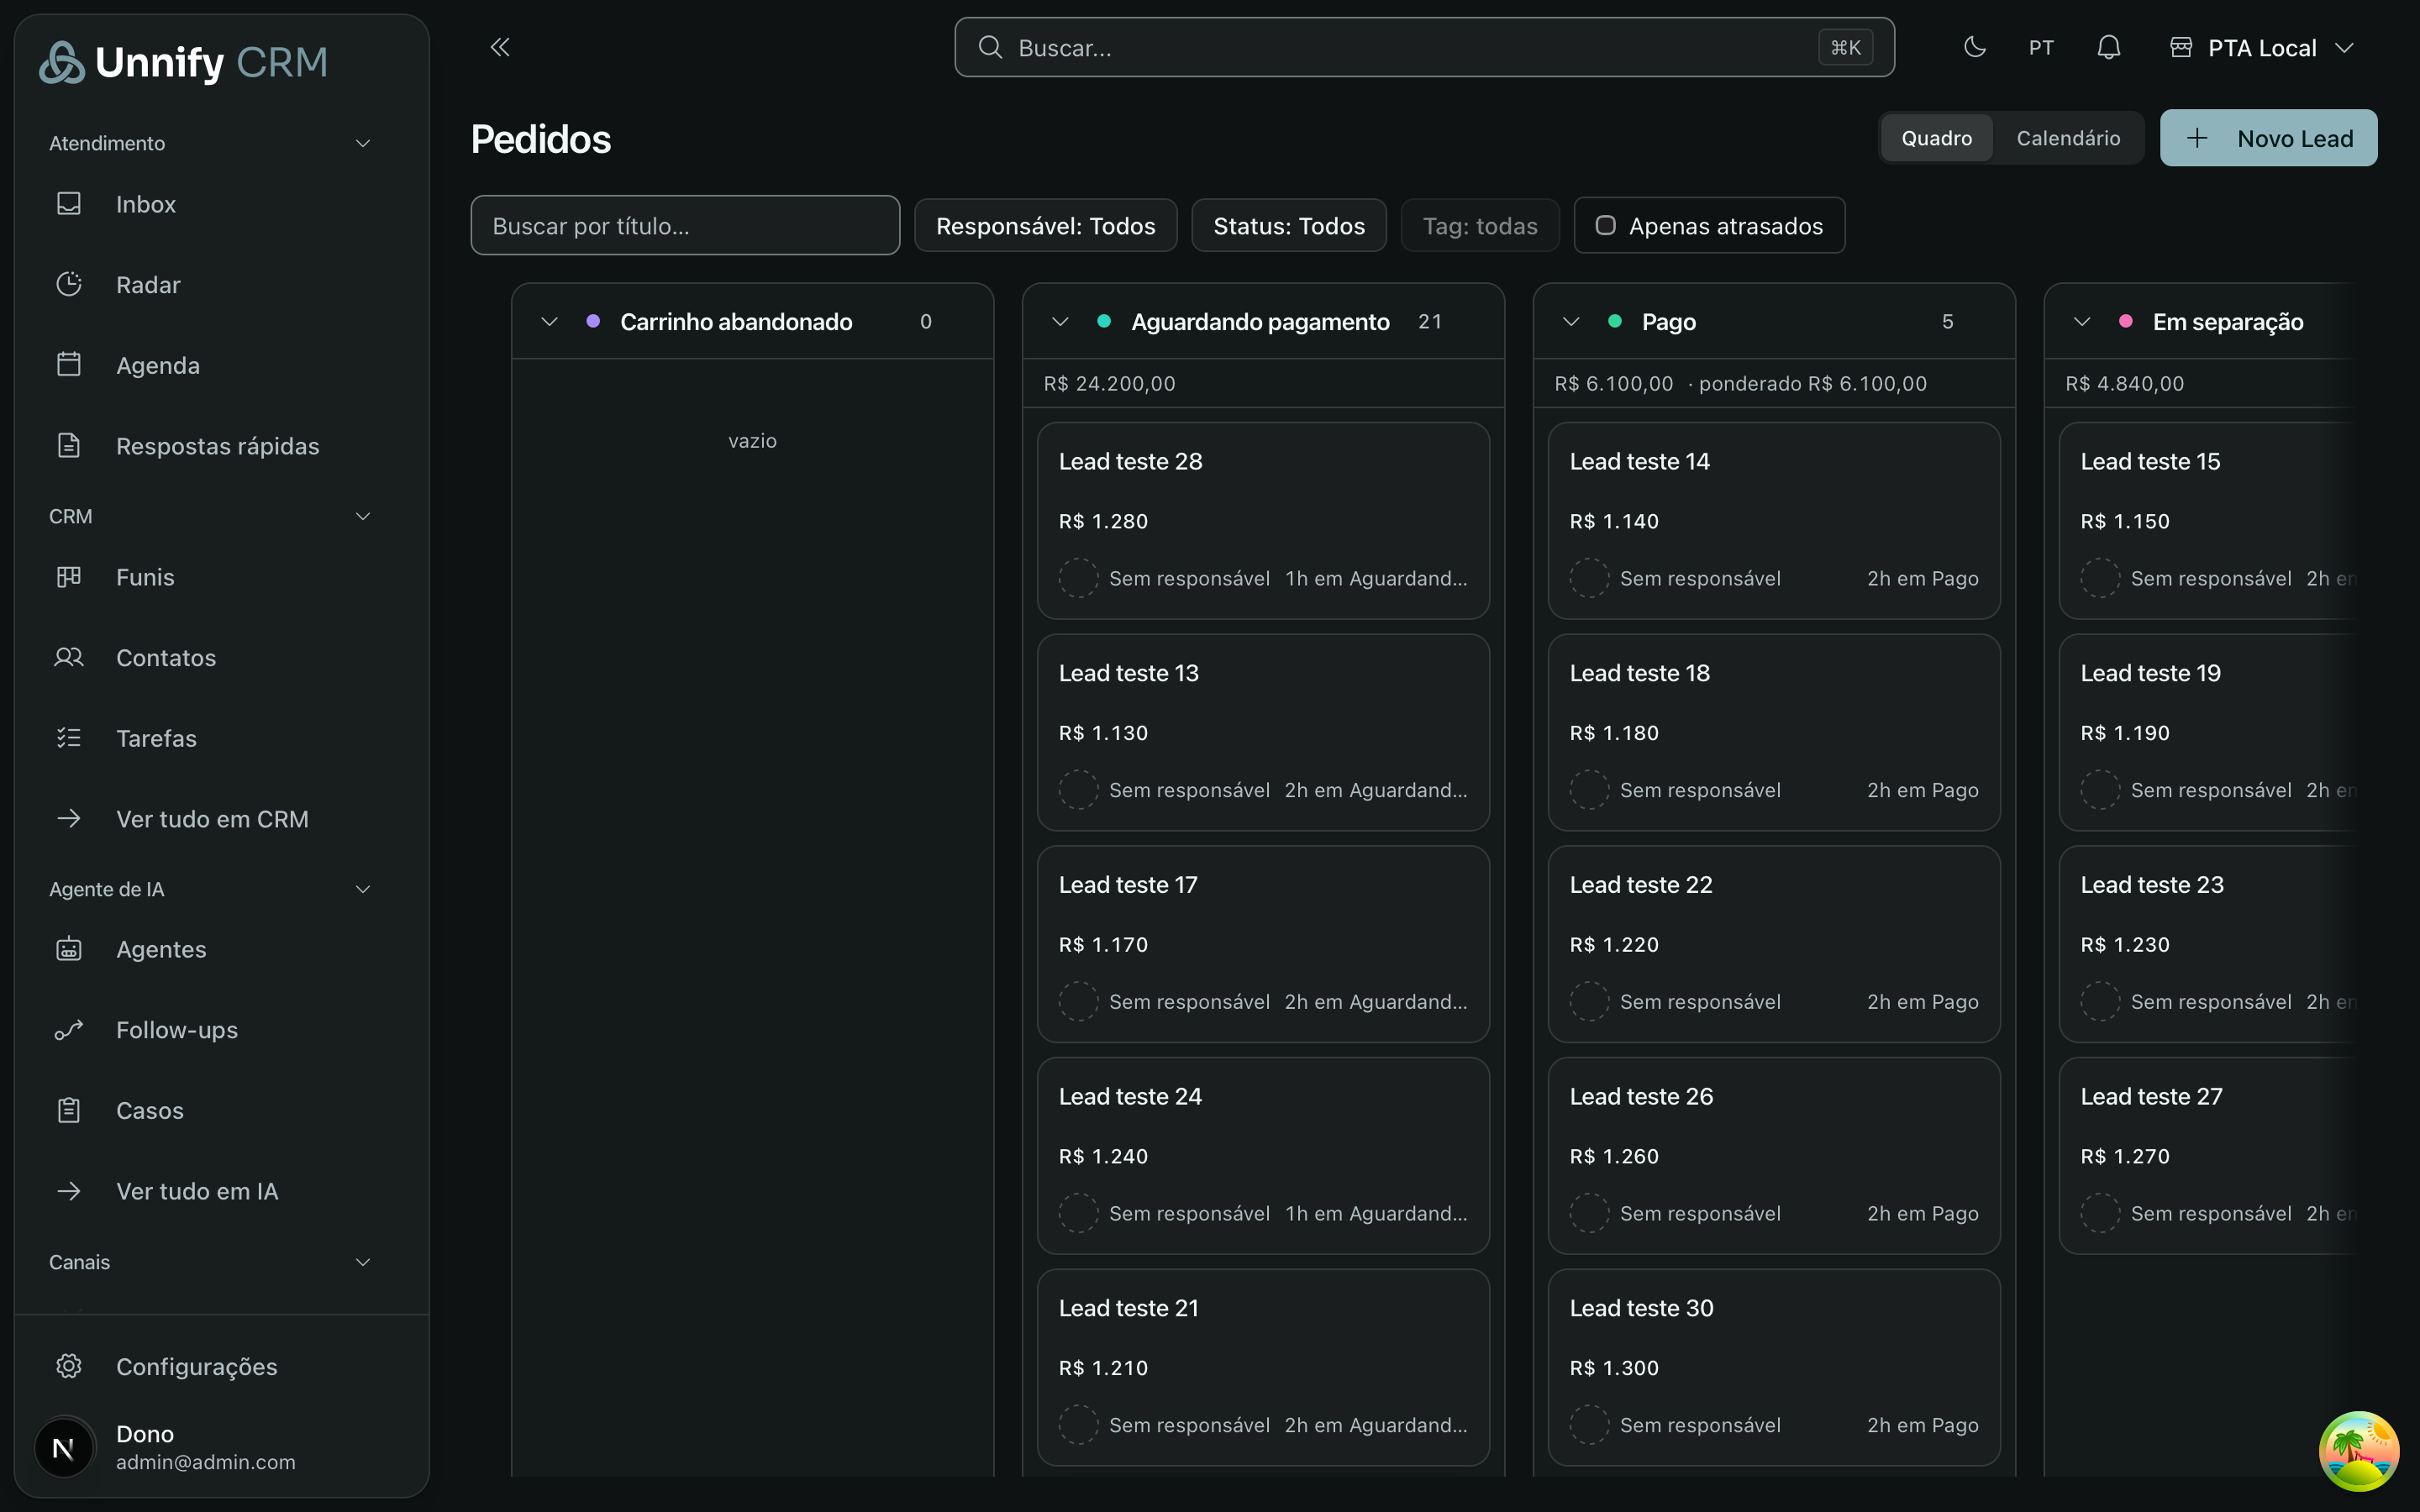 Unnify CRM
Atendimento
Inbox
Radar
Agenda
Respostas rápidas
CRM
Funis
Contatos
Tarefas
Ver tudo em CRM
Agente de IA
Agentes
Follow-ups
Casos
Ver tudo em IA
Canais
Configurações
N
Dono
admin@admin.com
Buscar...
⌘K
PT
PTA Local
Pedidos
Quadro
Calendário
+ Novo Lead
Buscar por título...
Responsável: Todos
Status: Todos
Tag: todas
Apenas atrasados
Carrinho abandonado 0
vazio
Aguardando pagamento 21
R$ 24.200,00
Lead teste 28
R$ 1.280
Sem responsável 1h em Aguardand...
Lead teste 13
R$ 1.130
Sem responsável 2h em Aguardand...
Lead teste 17
R$ 1.170
Sem responsável 2h em Aguardand...
Lead teste 24
R$ 1.240
Sem responsável 1h em Aguardand...
Lead teste 21
R$ 1.210
Sem responsável 2h em Aguardand...
Pago 5
R$ 6.100,00 · ponderado R$ 6.100,00
Lead teste 14
R$ 1.140
Sem responsável 2h em Pago
Lead teste 18
R$ 1.180
Sem responsável 2h em Pago
Lead teste 22
R$ 1.220
Sem responsável 2h em Pago
Lead teste 26
R$ 1.260
Sem responsável 2h em Pago
Lead teste 30
R$ 1.300
Sem responsável 2h em Pago
Em separação
R$ 4.840,00
Lead teste 15
R$ 1.150
Sem responsável 2h em
Lead teste 19
R$ 1.190
Sem responsável 2h em
Lead teste 23
R$ 1.230
Sem responsável 2h em
Lead teste 27
R$ 1.270
Sem responsável 2h em